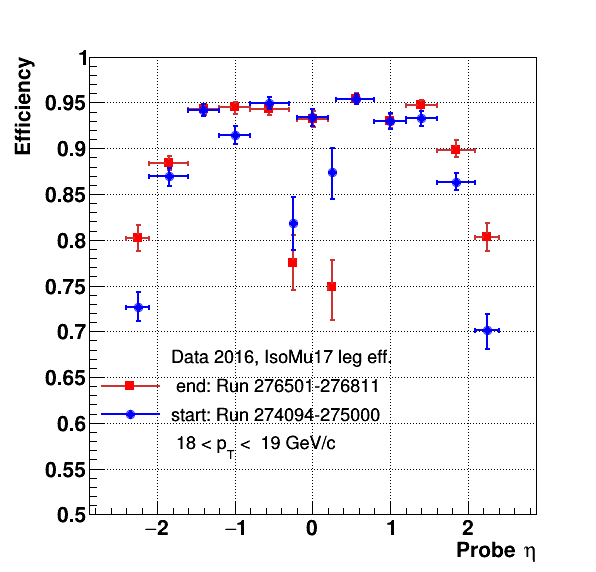 Efficiency
1
0.95
0.9
0.85
0.8
0.75
0.7
0.65
0.6
0.55
0.5
Data 2016, IsoMu17 leg eff.
end: Run 276501-276811
start: Run 274094-275000
18 < p_T < 19 GeV/c
−2 −1 0 1 2
Probe η